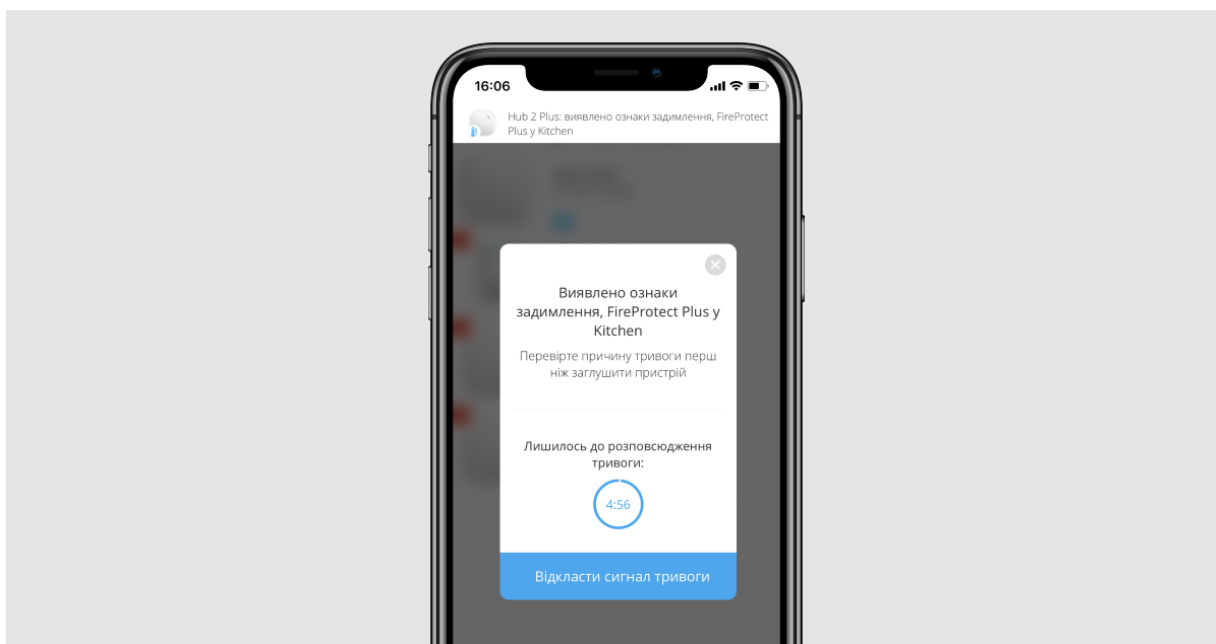 16:06
Hub 2 Plus: виявлено ознаки задимлення, FireProtect
Plus у Kitchen
Виявлено ознаки
задимлення, FireProtect Plus у
Kitchen
Перевірте причину тривоги перш
ніж заглушити пристрій
Лишилось до розповсюдження
тривоги:
4:56
Відкласти сигнал тривоги